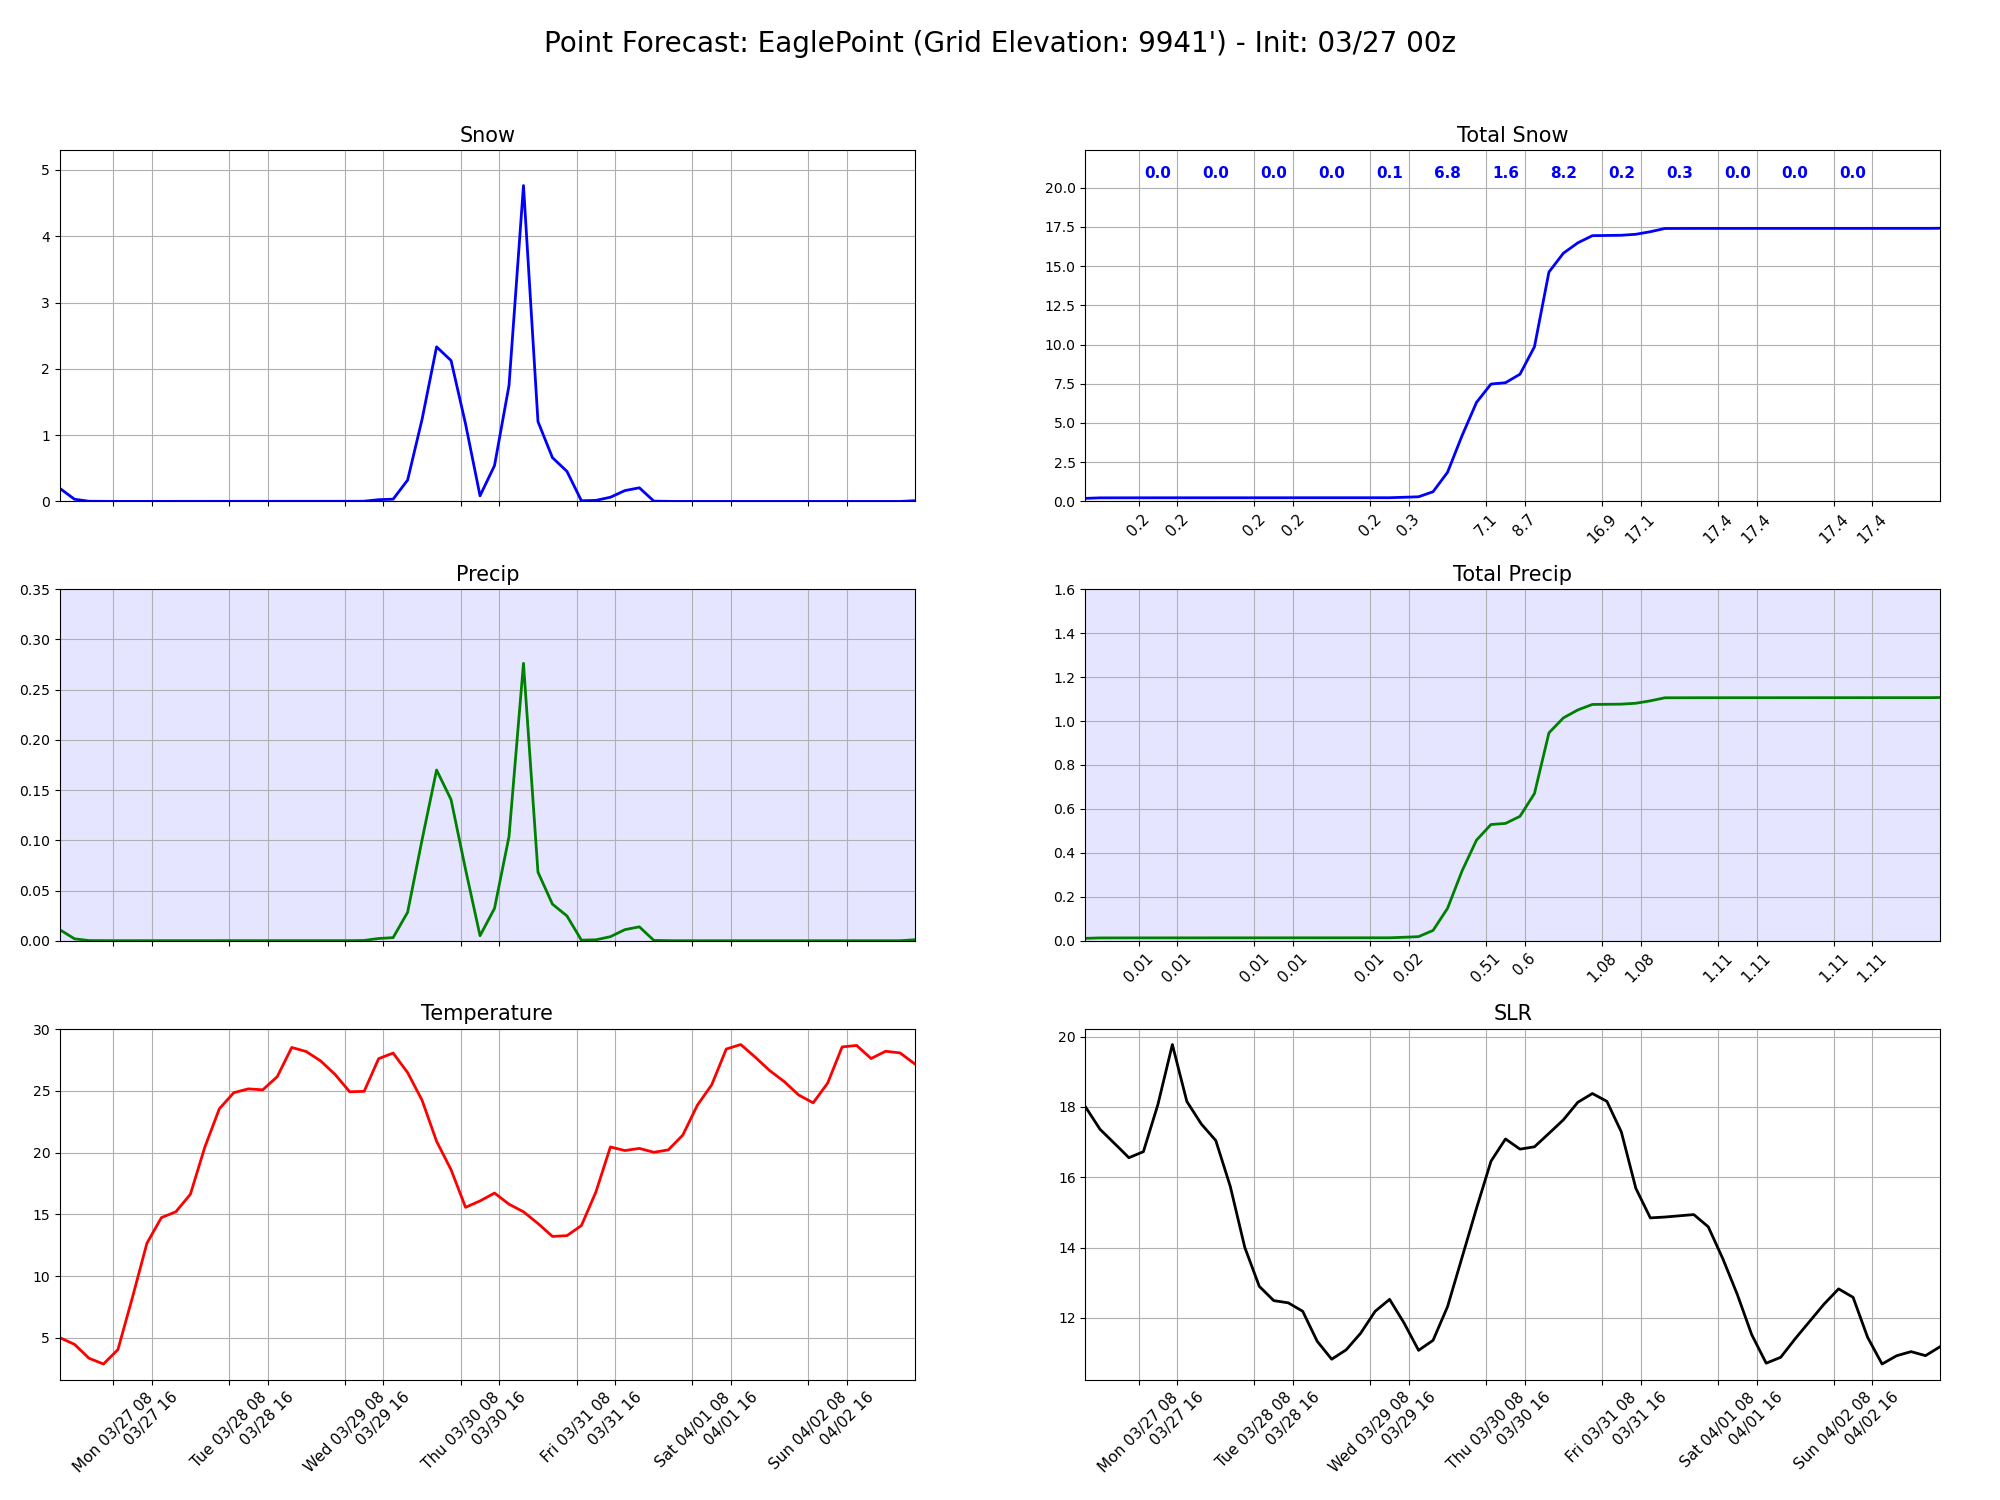 Point Forecast: EaglePoint (Grid Elevation: 9941') - Init: 03/27 00z
Snow
5
4
3
2
1
0
Total Snow
0.0 0.0 0.0 0.0 0.1 6.8 1.6 8.2 0.2 0.3 0.0 0.0 0.0
20.0
17.5
15.0
12.5
10.0
7.5
5.0
2.5
0.0
0.2 0.2 0.2 0.2 0.2 0.3 7.1 8.7 16.9 17.1 17.4 17.4 17.4 17.4
Precip
0.35
0.30
0.25
0.20
0.15
0.10
0.05
0.00
Total Precip
1.6
1.4
1.2
1.0
0.8
0.6
0.4
0.2
0.0
0.01 0.01 0.01 0.01 0.01 0.02 0.51 0.6 1.08 1.08 1.11 1.11 1.11 1.11
Temperature
30
25
20
15
10
5
Mon 03/27 08
03/27 16
Tue 03/28 08
03/28 16
Wed 03/29 08
03/29 16
Thu 03/30 08
03/30 16
Fri 03/31 08
03/31 16
Sat 04/01 08
04/01 16
Sun 04/02 08
04/02 16
SLR
20
18
16
14
12
Mon 03/27 08
03/27 16
Tue 03/28 08
03/28 16
Wed 03/29 08
03/29 16
Thu 03/30 08
03/30 16
Fri 03/31 08
03/31 16
Sat 04/01 08
04/01 16
Sun 04/02 08
04/02 16